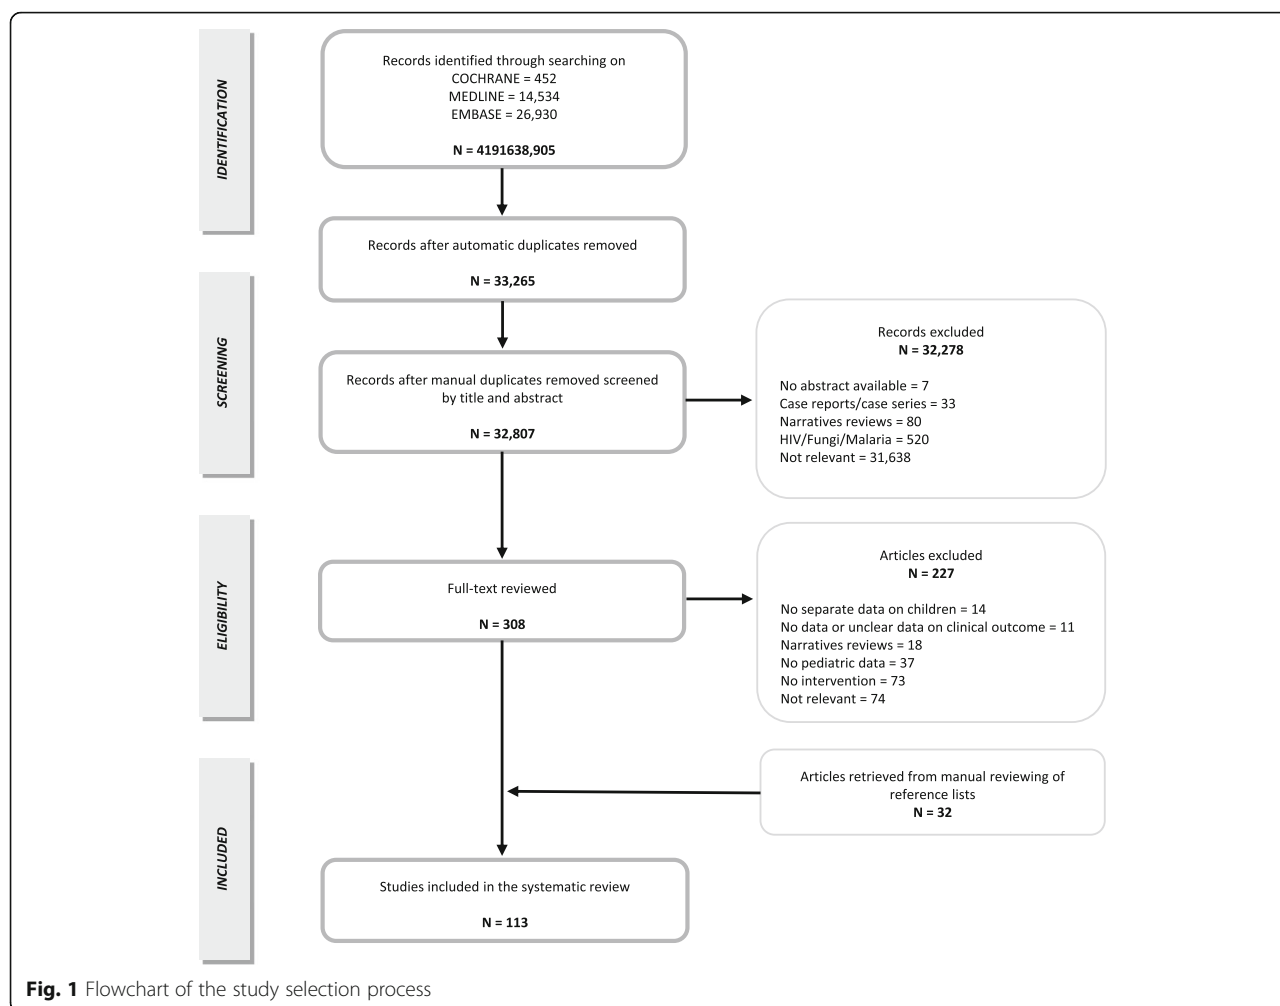 IDENTIFICATION
Records identified through searching on
COCHRANE = 452
MEDLINE = 14,534
EMBASE = 26,930
N = 4191638,905
Records after automatic duplicates removed
N = 33,265
SCREENING
Records after manual duplicates removed screened
by title and abstract
N = 32,807
Records excluded
N = 32,278
No abstract available = 7
Case reports/case series = 33
Narratives reviews = 80
HIV/Fungi/Malaria = 520
Not relevant = 31,638
ELIGIBILITY
Full-text reviewed
N = 308
Articles excluded
N = 227
No separate data on children = 14
No data or unclear data on clinical outcome = 11
Narratives reviews = 18
No pediatric data = 37
No intervention = 73
Not relevant = 74
Articles retrieved from manual reviewing of
reference lists
N = 32
INCLUDED
Studies included in the systematic review
N = 113
Fig. 1 Flowchart of the study selection process